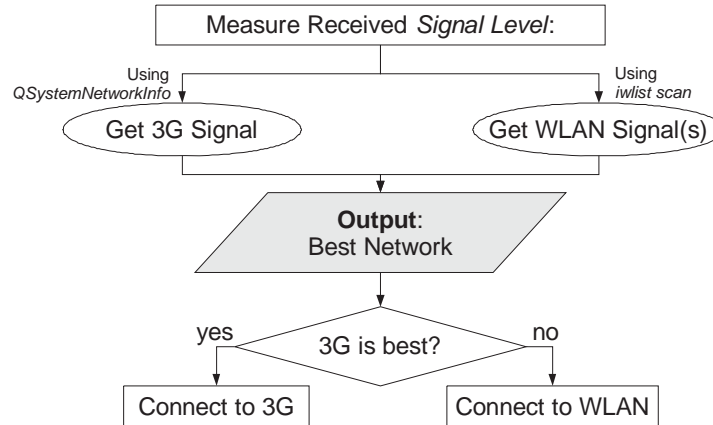 Measure Received Signal Level:
Using
QSystemNetworkInfo
Using
iwlist scan
Get 3G Signal
Get WLAN Signal(s)
Output:
Best Network
yes
3G is best?
no
Connect to 3G
Connect to WLAN